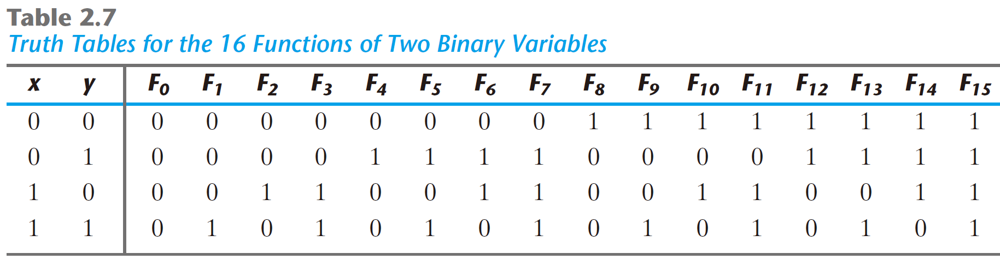 Table 2.7
Truth Tables for the 16 Functions of Two Binary Variables
x y F0 F1 F2 F3 F4 F5 F6 F7 F8 F9 F10 F11 F12 F13 F14 F15
0 0 0 0 0 0 0 0 0 0 1 1 1 1 1 1 1 1
0 1 0 0 0 0 1 1 1 1 0 0 0 0 1 1 1 1
1 0 0 0 1 1 0 0 1 1 0 0 1 1 0 0 1 1
1 1 0 1 0 1 0 1 0 1 0 1 0 1 0 1 0 1